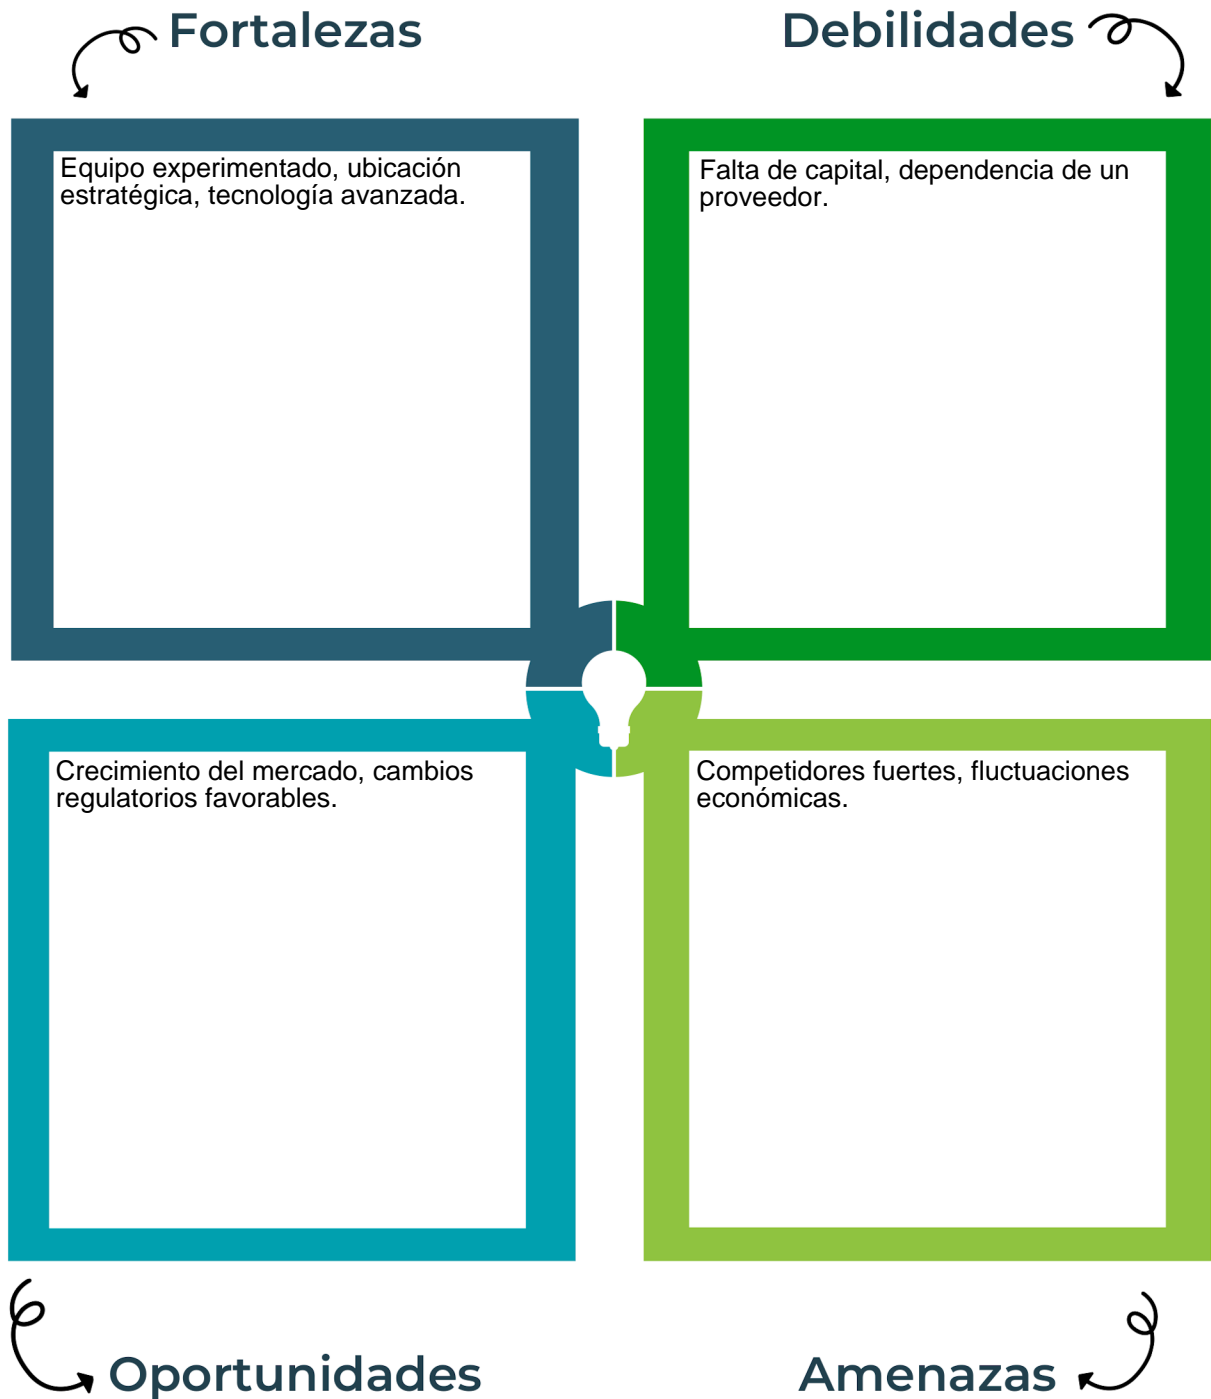 Fortalezas
Debilidades
Equipo experimentado, ubicación
estratégica, tecnología avanzada.
Falta de capital, dependencia de un
proveedor.
Crecimiento del mercado, cambios
regulatorios favorables.
Competidores fuertes, fluctuaciones
económicas.
Oportunidades
Amenazas